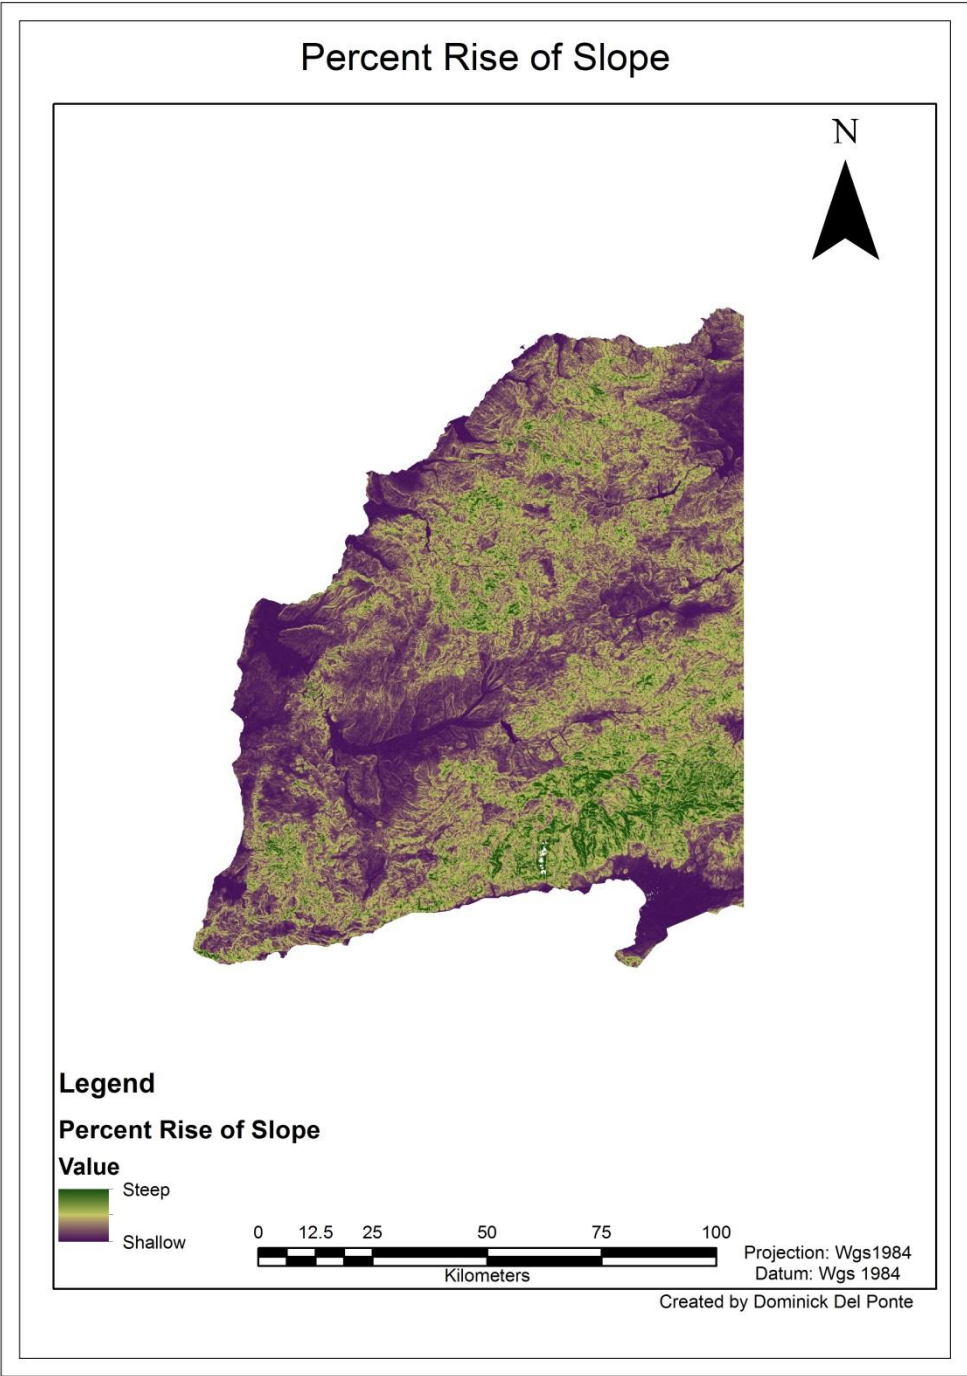 Percent Rise of Slope
N
Legend
Percent Rise of Slope
Value
Steep
Shallow
0 12.5 25 50 75 100
Kilometers
Projection: Wgs1984
Datum: Wgs 1984
Created by Dominick Del Ponte